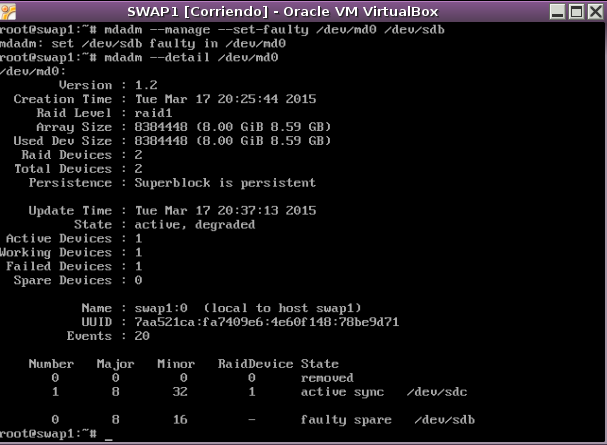 SWAP1 [Corriendo] - Oracle VM VirtualBox
root@swap1:~# mdadm --manage --set-faulty /dev/md0 /dev/sdb
mdadm: set /dev/sdb faulty in /dev/md0
root@swap1:~# mdadm --detail /dev/md0
/dev/md0:
Version : 1.2
Creation Time : Tue Mar 17 20:25:44 2015
Raid Level : raid1
Array Size : 8384448 (8.00 GiB 8.59 GB)
Used Dev Size : 8384448 (8.00 GiB 8.59 GB)
Raid Devices : 2
Total Devices : 2
Persistence : Superblock is persistent
Update Time : Tue Mar 17 20:37:13 2015
State : active, degraded
Active Devices : 1
Working Devices : 1
Failed Devices : 1
Spare Devices : 0
Name : swap1:0 (local to host swap1)
UUID : 7aa521ca:fa7409e6:4e60f148:78be9d71
Events : 20
Number Major Minor RaidDevice State
0 0 0 0 removed
1 8 32 1 active sync /dev/sdc
0 8 16 - faulty spare /dev/sdb
root@swap1:~# _